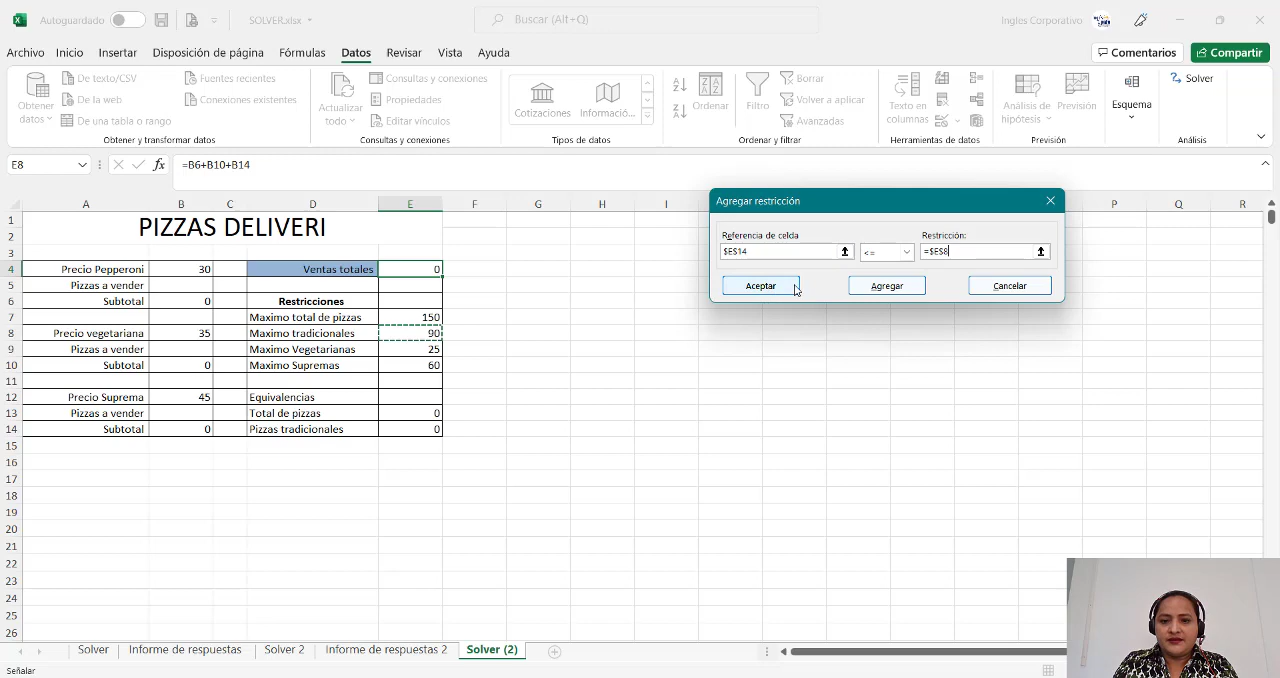 Autoguardado SOLVER.xlsx Buscar (Alt+Q) Ingles Corporativo
Archivo Inicio Insertar Disposición de página Fórmulas Datos Revisar Vista Ayuda Comentarios Compartir
Obtener datos
De texto/CSV
De la web
De una tabla o rango
Fuentes recientes
Conexiones existentes
Obtener y transformar datos
Actualizar todo
Consultas y conexiones
Propiedades
Editar vínculos
Consultas y conexiones
Cotizaciones
Informació...
Tipos de datos
Ordenar
Filtro
Borrar
Volver a aplicar
Avanzadas
Ordenar y filtrar
Texto en columnas
Herramientas de datos
Análisis de hipótesis
Previsión
Previsión
Esquema
Solver
Análisis
E8 fx =B6+B10+B14
A B C D E F G H I P Q R
1 PIZZAS DELIVERI
2
3
4 Precio Pepperoni 30 Ventas totales 0
5 Pizzas a vender
6 Subtotal 0 Restricciones
7 Maximo total de pizzas 150
8 Precio vegetariana 35 Maximo tradicionales 90
9 Pizzas a vender Maximo Vegetarianas 25
10 Subtotal 0 Maximo Supremas 60
11
12 Precio Suprema 45 Equivalencias
13 Pizzas a vender Total de pizzas 0
14 Subtotal 0 Pizzas tradicionales 0
15
16
17
18
19
20
21
22
23
24
25
26
Agregar restricción
Referencia de celda Restricción:
$E$14 <= =$E$8
Aceptar Agregar Cancelar
Solver Informe de respuestas Solver 2 Informe de respuestas 2 Solver (2)
Señalar